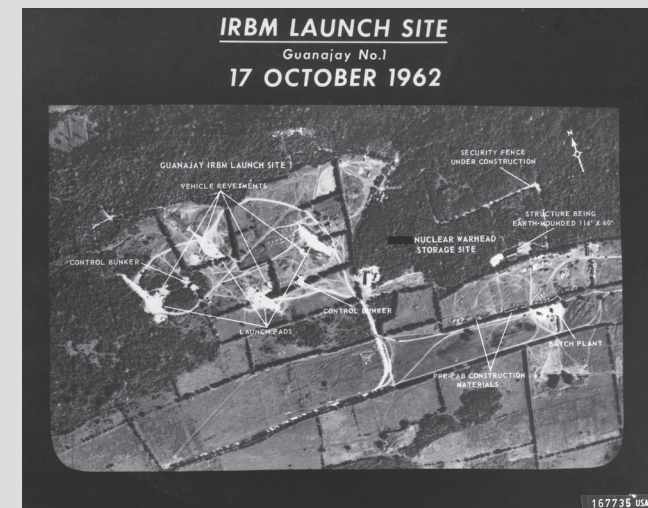 IRBM LAUNCH SITE
Guanajay No.1
17 OCTOBER 1962
GUANAJAY IRBM LAUNCH SITE 1
VEHICLE REVETMENTS
SECURITY FENCE
UNDER CONSTRUCTION
N
STRUCTURE BEING
EARTH-MOUNDED 114' X 60'
NUCLEAR WARHEAD
STORAGE SITE
CONTROL BUNKER
CONTROL BUNKER
LAUNCH PADS
BATCH PLANT
PRE-FAB CONSTRUCTION
MATERIALS
167735 USA